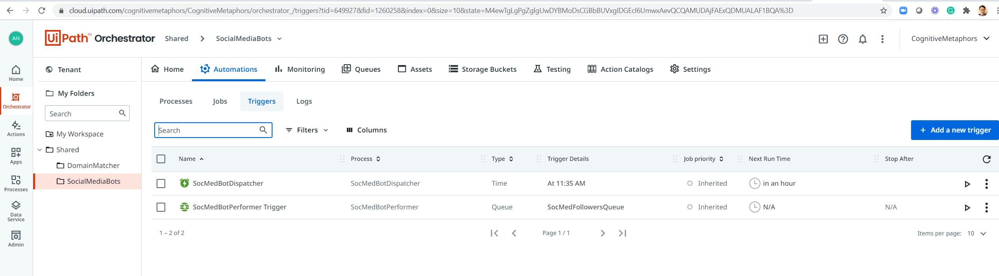 cloud.uipath.com/cognitivemetaphors/CognitiveMetaphors/orchestrator_/triggers?tid=649927&fid=1260258&index=0&size=10&state=M4ewTgLgPgZglgUwDYBMoDsCGBbBUVxgIDGEcI6UmwxAevQCQAMUDAjFAExQDMUALAF1BQA%3D
AN
UiPath™ Orchestrator Shared SocialMediaBots CognitiveMetaphors
Home
Orchestrator
Actions
Apps
Processes
Data
Service
Admin
Tenant
My Folders
Search
My Workspace
Shared
DomainMatcher
SocialMediaBots
Home Automations Monitoring Queues Assets Storage Buckets Testing Action Catalogs Settings
Processes Jobs Triggers Logs
Search Filters Columns + Add a new trigger
Name Process Type Trigger Details Job priority Next Run Time Stop After
SocMedBotDispatcher SocMedBotDispatcher Time At 11:35 AM Inherited in an hour
SocMedBotPerformer Trigger SocMedBotPerformer Queue SocMedFollowersQueue Inherited N/A N/A
1 – 2 of 2 Page 1 / 1 Items per page: 10